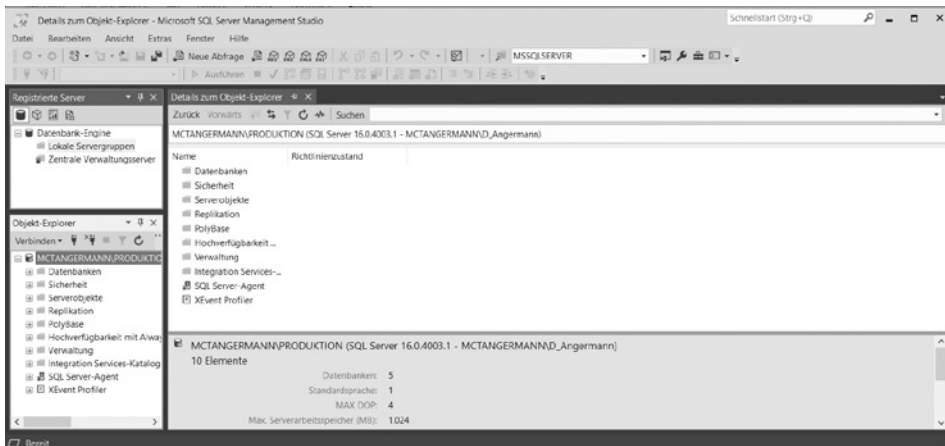 Details zum Objekt-Explorer - Microsoft SQL Server Management Studio
Schnellstart (Strg+Q)
Datei Bearbeiten Ansicht Extras Fenster Hilfe
Neue Abfrage
MSSQLSERVER
Ausführen
Registrierte Server
Datenbank-Engine
Lokale Servergruppen
Zentrale Verwaltungsserver
Objekt-Explorer
Verbinden
MCTANGERMANN\PRODUKTIO
Datenbanken
Sicherheit
Serverobjekte
Replikation
PolyBase
Hochverfügbarkeit mit Alway
Verwaltung
Integration Services-Katalog
SQL Server-Agent
XEvent Profiler
Details zum Objekt-Explorer
Zurück Vorwärts Suchen
MCTANGERMANN\PRODUKTION (SQL Server 16.0.4003.1 - MCTANGERMANN\D_Angermann)
Name Richtlinienzustand
Datenbanken
Sicherheit
Serverobjekte
Replikation
PolyBase
Hochverfügbarkeit ...
Verwaltung
Integration Services-...
SQL Server-Agent
XEvent Profiler
MCTANGERMANN\PRODUKTION (SQL Server 16.0.4003.1 - MCTANGERMANN\D_Angermann)
10 Elemente
Datenbanken: 5
Standardsprache: 1
MAX DOP: 4
Max. Serverarbeitsspeicher (MB): 1.024
Bereit